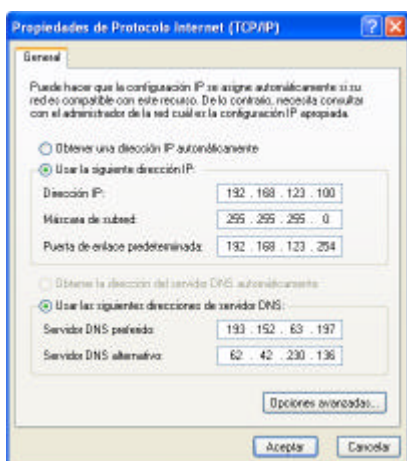 Propiedades de Protocolo Internet (TCP/IP)
General
Puede hacer que la configuración IP se asigne automáticamente si su
red es compatible con este recurso. De lo contrario, necesita consultar
con el administrador de la red cuál es la configuración IP apropiada.
Obtener una dirección IP automáticamente
Usar la siguiente dirección IP:
Dirección IP: 192 . 168 . 123 . 100
Máscara de subred: 255 . 255 . 255 . 0
Puerta de enlace predeterminada: 192 . 168 . 123 . 254
Obtener la dirección del servidor DNS automáticamente
Usar las siguientes direcciones de servidor DNS:
Servidor DNS preferido: 193 . 152 . 63 . 197
Servidor DNS alternativo: 62 . 42 . 230 . 136
Opciones avanzadas...
Aceptar Cancelar